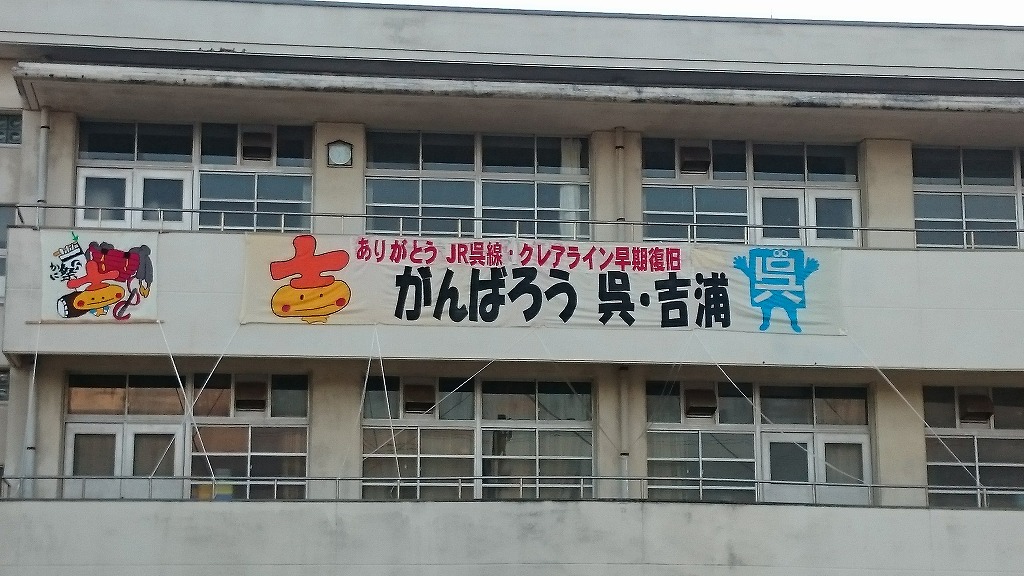 ありがとう JR呉線・クレアライン早期復旧
がんばろう 呉・吉浦
吉
呉